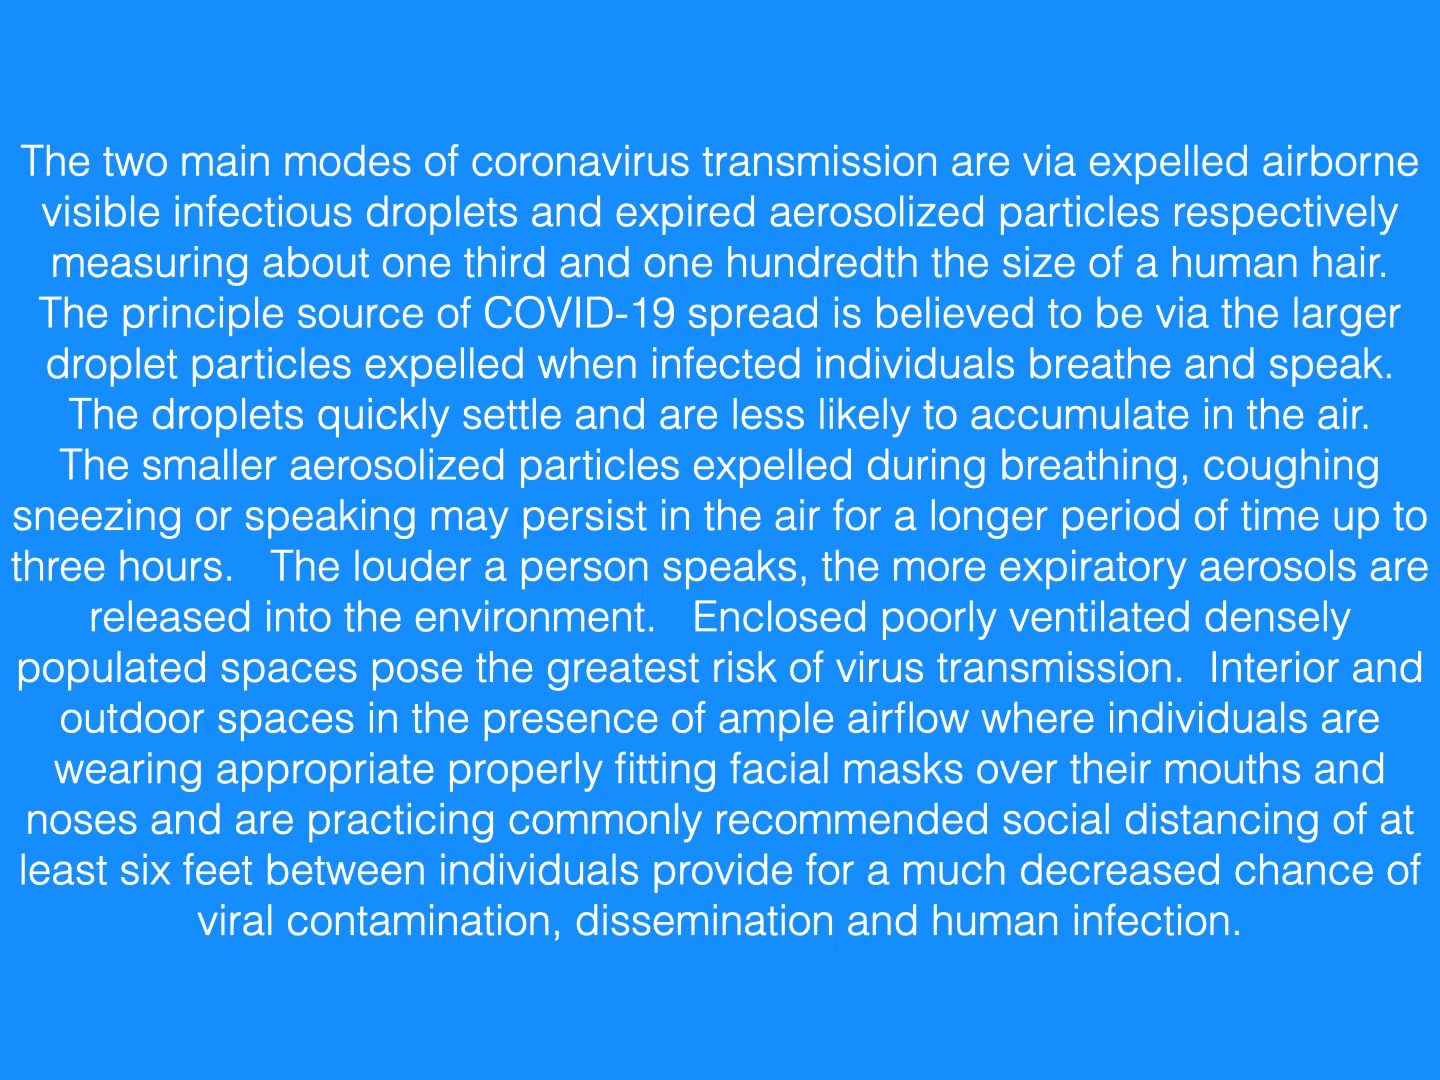 The two main modes of coronavirus transmission are via expelled airborne
visible infectious droplets and expired aerosolized particles respectively
measuring about one third and one hundredth the size of a human hair.
The principle source of COVID-19 spread is believed to be via the larger
droplet particles expelled when infected individuals breathe and speak.
The droplets quickly settle and are less likely to accumulate in the air.
The smaller aerosolized particles expelled during breathing, coughing
sneezing or speaking may persist in the air for a longer period of time up to
three hours.   The louder a person speaks, the more expiratory aerosols are
released into the environment.   Enclosed poorly ventilated densely
populated spaces pose the greatest risk of virus transmission.  Interior and
outdoor spaces in the presence of ample airflow where individuals are
wearing appropriate properly fitting facial masks over their mouths and
noses and are practicing commonly recommended social distancing of at
least six feet between individuals provide for a much decreased chance of
viral contamination, dissemination and human infection.